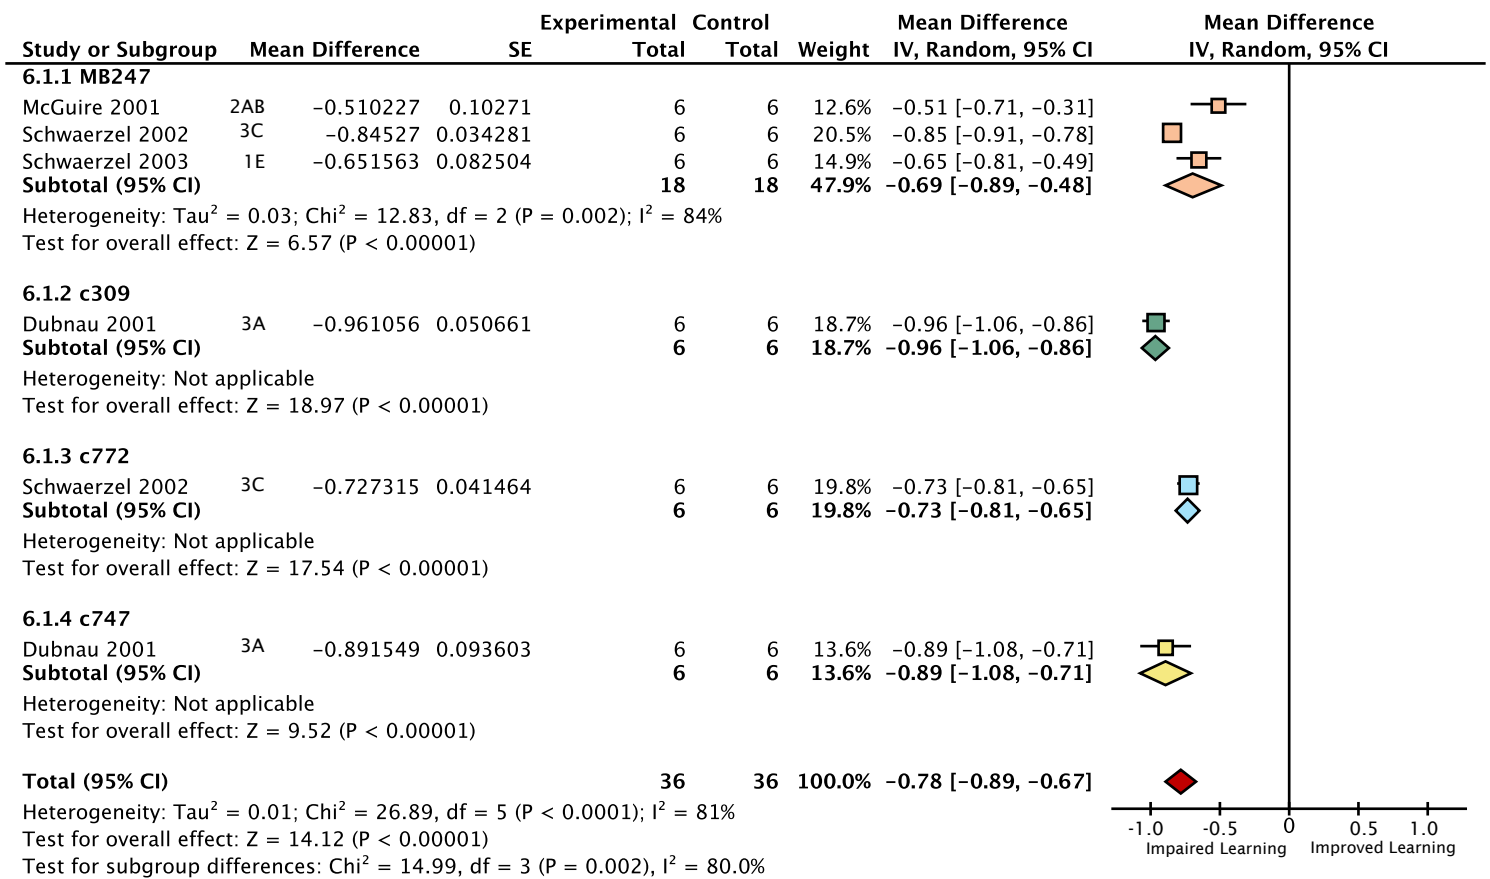 Experimental Control Mean Difference Mean Difference
Study or Subgroup Mean Difference SE Total Total Weight IV, Random, 95% CI IV, Random, 95% CI
6.1.1 MB247
McGuire 2001 2AB −0.510227 0.10271 6 6 12.6% −0.51 [−0.71, −0.31]
Schwaerzel 2002 3C −0.84527 0.034281 6 6 20.5% −0.85 [−0.91, −0.78]
Schwaerzel 2003 1E −0.651563 0.082504 6 6 14.9% −0.65 [−0.81, −0.49]
Subtotal (95% CI) 18 18 47.9% −0.69 [−0.89, −0.48]
Heterogeneity: Tau² = 0.03; Chi² = 12.83, df = 2 (P = 0.002); I² = 84%
Test for overall effect: Z = 6.57 (P < 0.00001)
6.1.2 c309
Dubnau 2001 3A −0.961056 0.050661 6 6 18.7% −0.96 [−1.06, −0.86]
Subtotal (95% CI) 6 6 18.7% −0.96 [−1.06, −0.86]
Heterogeneity: Not applicable
Test for overall effect: Z = 18.97 (P < 0.00001)
6.1.3 c772
Schwaerzel 2002 3C −0.727315 0.041464 6 6 19.8% −0.73 [−0.81, −0.65]
Subtotal (95% CI) 6 6 19.8% −0.73 [−0.81, −0.65]
Heterogeneity: Not applicable
Test for overall effect: Z = 17.54 (P < 0.00001)
6.1.4 c747
Dubnau 2001 3A −0.891549 0.093603 6 6 13.6% −0.89 [−1.08, −0.71]
Subtotal (95% CI) 6 6 13.6% −0.89 [−1.08, −0.71]
Heterogeneity: Not applicable
Test for overall effect: Z = 9.52 (P < 0.00001)
Total (95% CI) 36 36 100.0% −0.78 [−0.89, −0.67]
Heterogeneity: Tau² = 0.01; Chi² = 26.89, df = 5 (P < 0.0001); I² = 81%
Test for overall effect: Z = 14.12 (P < 0.00001)
Test for subgroup differences: Chi² = 14.99, df = 3 (P = 0.002), I² = 80.0%
-1.0 -0.5 0 0.5 1.0
Impaired Learning Improved Learning